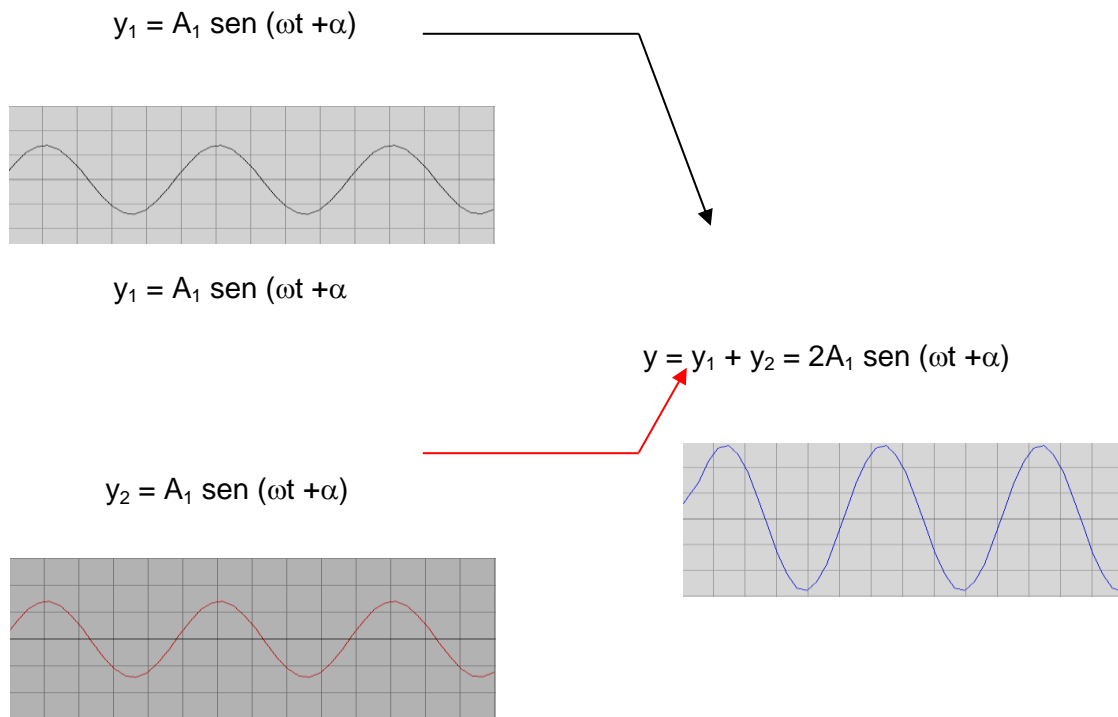 y₁ = A₁ sen (ωt +α)
y₁ = A₁ sen (ωt +α
y = y₁ + y₂ = 2A₁ sen (ωt +α)
y₂ = A₁ sen (ωt +α)